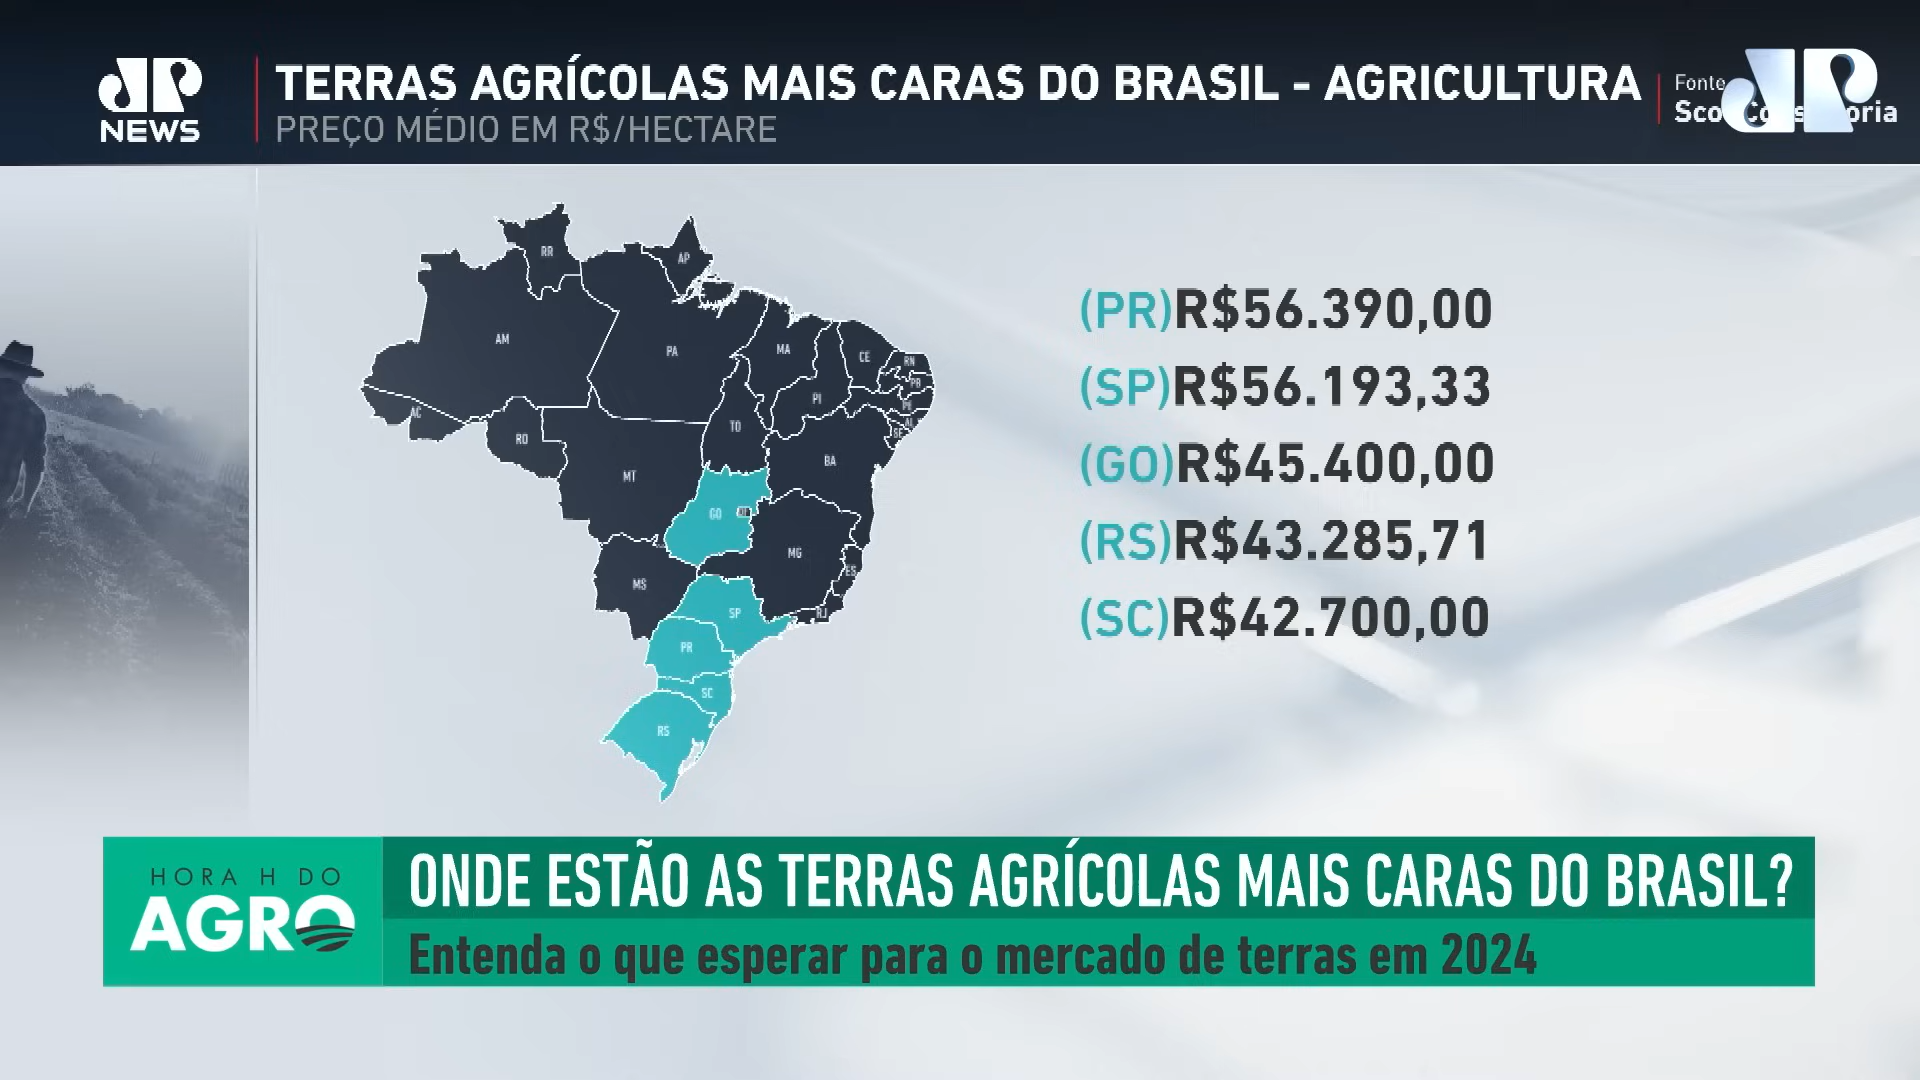 JP
NEWS
TERRAS AGRÍCOLAS MAIS CARAS DO BRASIL - AGRICULTURA
PREÇO MÉDIO EM R$/HECTARE
Fonte
JP
(PR)R$56.390,00
(SP)R$56.193,33
(GO)R$45.400,00
(RS)R$43.285,71
(SC)R$42.700,00
RR
AP
AM
PA
MA
CE
RN
PB
PI
AC
TO
RO
SE
BA
MT
GO
MG
ES
MS
SP
RJ
PR
SC
RS
HORA H DO
AGRO
ONDE ESTÃO AS TERRAS AGRÍCOLAS MAIS CARAS DO BRASIL?
Entenda o que esperar para o mercado de terras em 2024